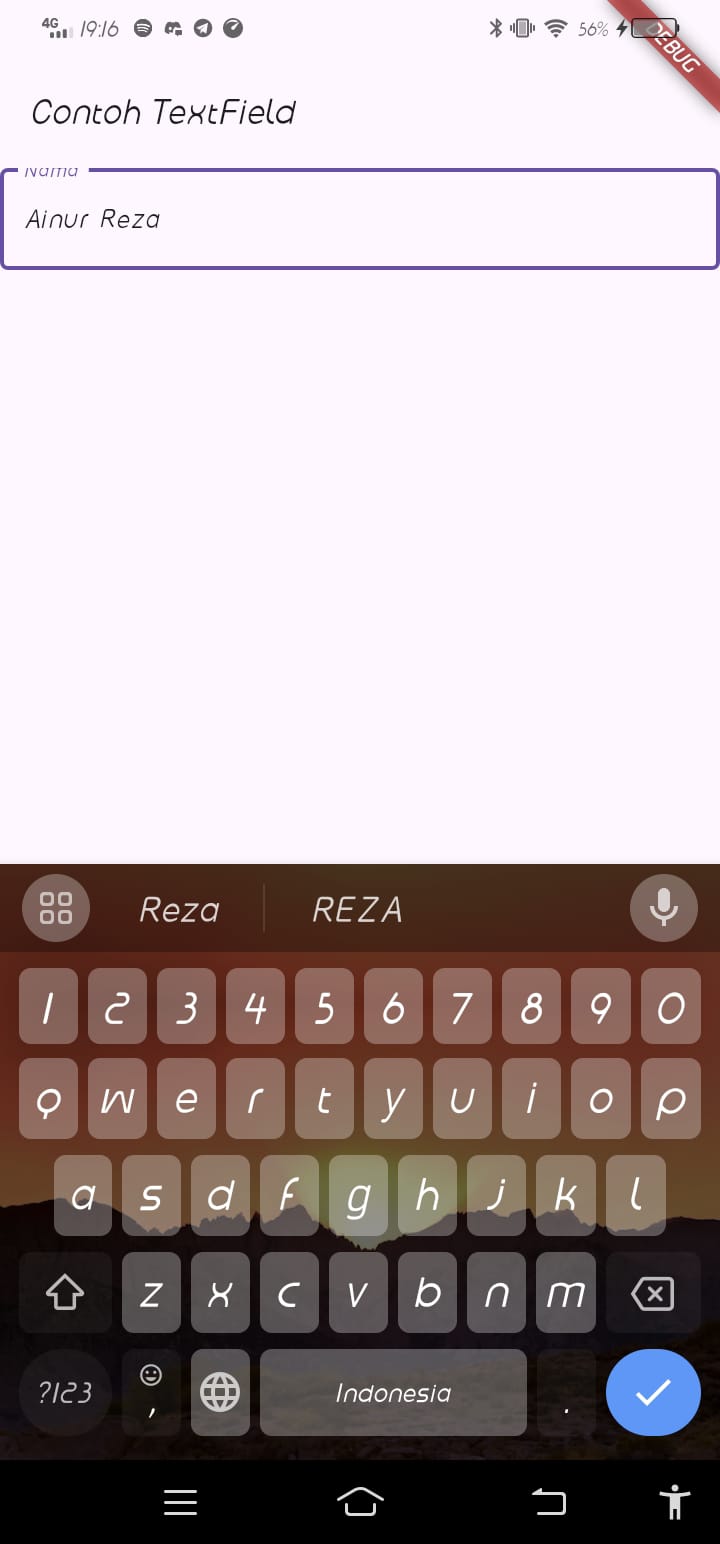 4G 19:16 56%
DEBUG
Contoh TextField
Nama
Ainur Reza
Reza REZA
1 2 3 4 5 6 7 8 9 0
q w e r t y u i o p
a s d f g h j k l
z x c v b n m
?123 , Indonesia .